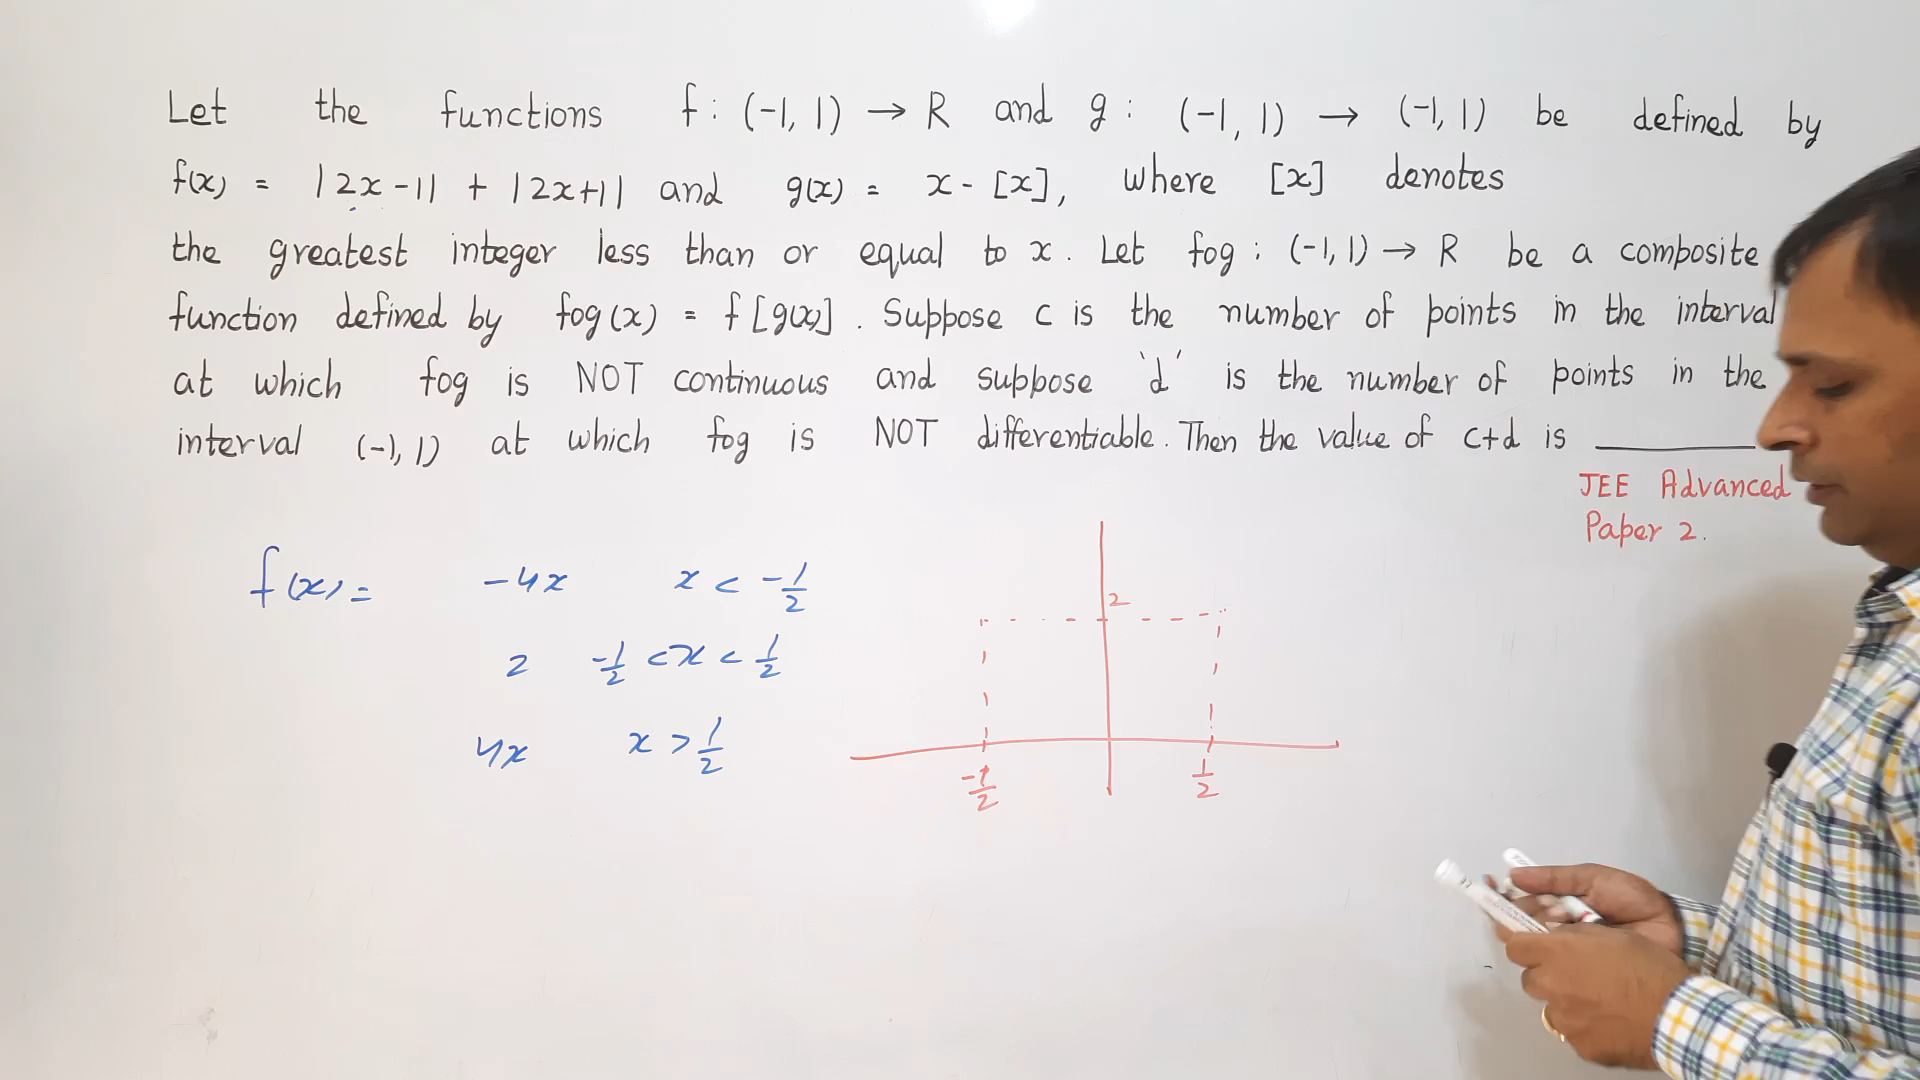 Let the functions f : (-1, 1) → R and g : (-1, 1) → (-1, 1) be defined by
f(x) = |2x-1| + |2x+1| and g(x) = x - [x], where [x] denotes
the greatest integer less than or equal to x. Let fog : (-1, 1) → R be a composite
function defined by fog(x) = f[g(x)]. Suppose c is the number of points in the interval
at which fog is NOT continuous and suppose 'd' is the number of points in the
interval (-1, 1) at which fog is NOT differentiable. Then the value of c+d is ________
JEE Advanced
Paper 2.
f(x) = -4x x < -1/2
2 -1/2 < x < 1/2
4x x > 1/2
2
-1/2 1/2